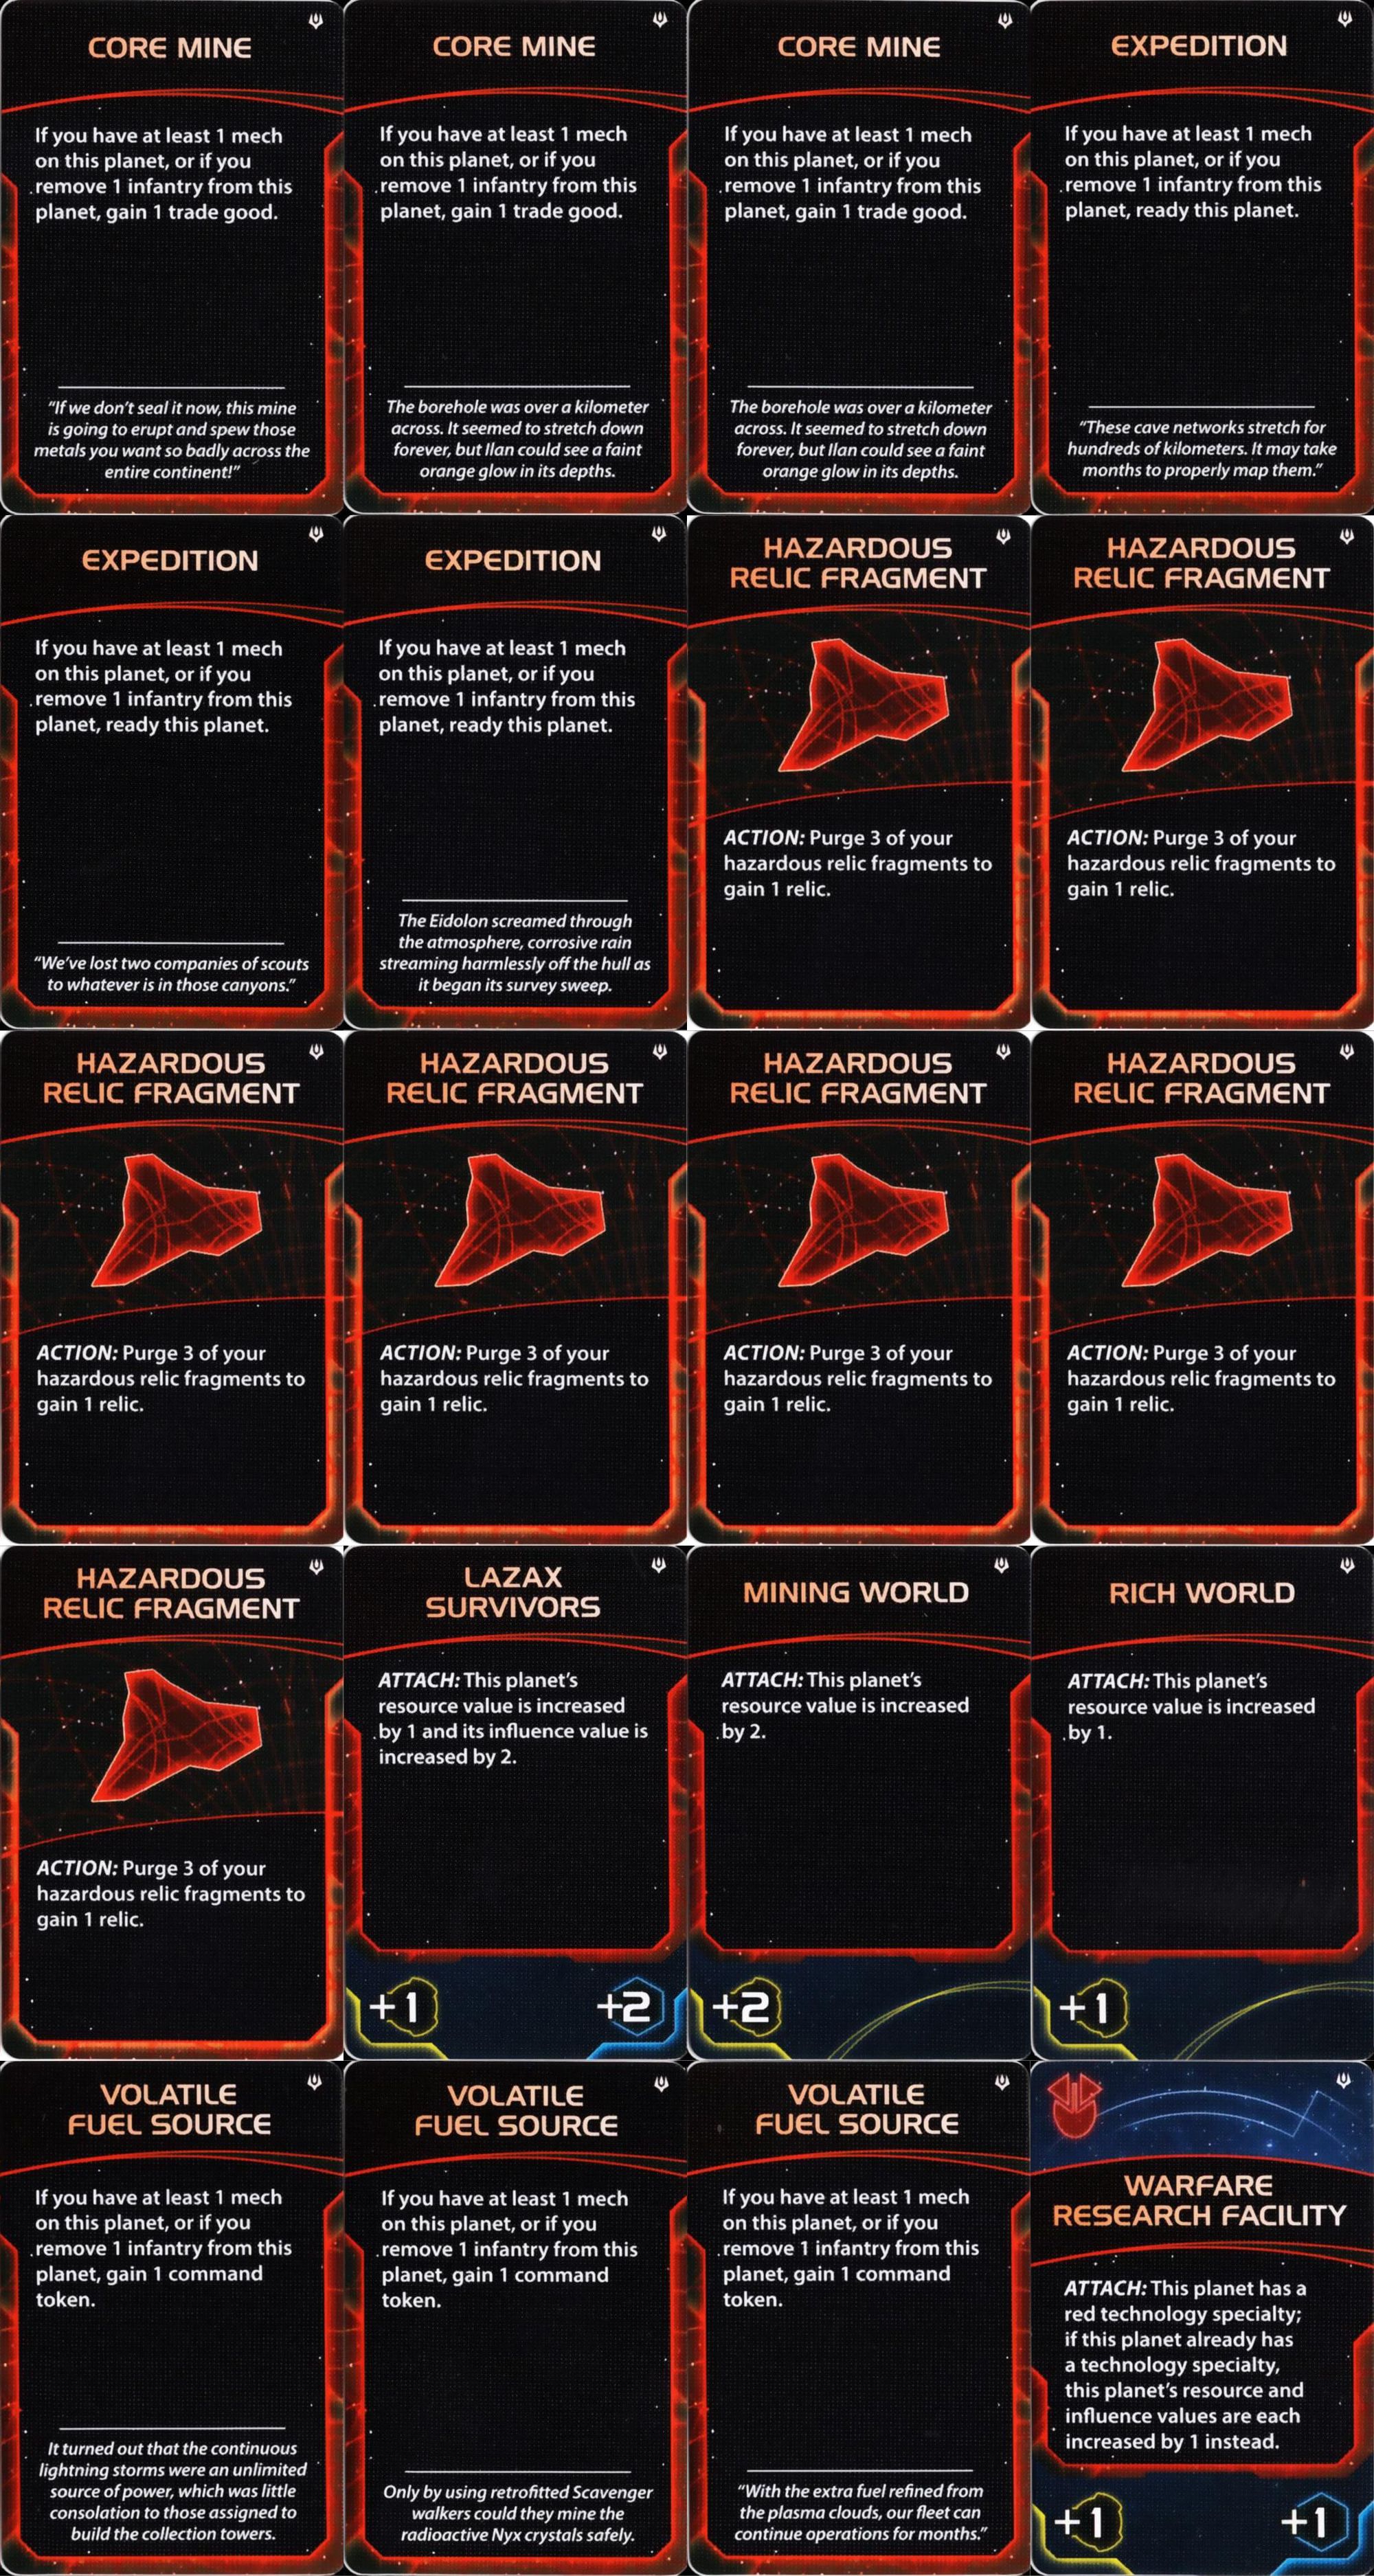 CORE MINE
If you have at least 1 mech
on this planet, or if you
remove 1 infantry from this
planet, gain 1 trade good.
“If we don’t seal it now, this mine
is going to erupt and spew those
metals you want so badly across the
entire continent!”
CORE MINE
If you have at least 1 mech
on this planet, or if you
remove 1 infantry from this
planet, gain 1 trade good.
The borehole was over a kilometer
across. It seemed to stretch down
forever, but Ilan could see a faint
orange glow in its depths.
CORE MINE
If you have at least 1 mech
on this planet, or if you
remove 1 infantry from this
planet, gain 1 trade good.
The borehole was over a kilometer
across. It seemed to stretch down
forever, but Ilan could see a faint
orange glow in its depths.
EXPEDITION
If you have at least 1 mech
on this planet, or if you
remove 1 infantry from this
planet, ready this planet.
“These cave networks stretch for
hundreds of kilometers. It may take
months to properly map them.”
EXPEDITION
If you have at least 1 mech
on this planet, or if you
remove 1 infantry from this
planet, ready this planet.
“We’ve lost two companies of scouts
to whatever is in those canyons.”
EXPEDITION
If you have at least 1 mech
on this planet, or if you
remove 1 infantry from this
planet, ready this planet.
The Eidolon screamed through
the atmosphere, corrosive rain
streaming harmlessly off the hull as
it began its survey sweep.
HAZARDOUS
RELIC FRAGMENT
ACTION: Purge 3 of your
hazardous relic fragments to
gain 1 relic.
HAZARDOUS
RELIC FRAGMENT
ACTION: Purge 3 of your
hazardous relic fragments to
gain 1 relic.
HAZARDOUS
RELIC FRAGMENT
ACTION: Purge 3 of your
hazardous relic fragments to
gain 1 relic.
HAZARDOUS
RELIC FRAGMENT
ACTION: Purge 3 of your
hazardous relic fragments to
gain 1 relic.
HAZARDOUS
RELIC FRAGMENT
ACTION: Purge 3 of your
hazardous relic fragments to
gain 1 relic.
HAZARDOUS
RELIC FRAGMENT
ACTION: Purge 3 of your
hazardous relic fragments to
gain 1 relic.
HAZARDOUS
RELIC FRAGMENT
ACTION: Purge 3 of your
hazardous relic fragments to
gain 1 relic.
LAZAX
SURVIVORS
ATTACH: This planet’s
resource value is increased
by 1 and its influence value is
increased by 2.
+1
+2
MINING WORLD
ATTACH: This planet’s
resource value is increased
by 2.
+2
RICH WORLD
ATTACH: This planet’s
resource value is increased
by 1.
+1
VOLATILE
FUEL SOURCE
If you have at least 1 mech
on this planet, or if you
remove 1 infantry from this
planet, gain 1 command
token.
It turned out that the continuous
lightning storms were an unlimited
source of power, which was little
consolation to those assigned to
build the collection towers.
VOLATILE
FUEL SOURCE
If you have at least 1 mech
on this planet, or if you
remove 1 infantry from this
planet, gain 1 command
token.
Only by using retrofitted Scavenger
walkers could they mine the
radioactive Nyx crystals safely.
VOLATILE
FUEL SOURCE
If you have at least 1 mech
on this planet, or if you
remove 1 infantry from this
planet, gain 1 command
token.
“With the extra fuel refined from
the plasma clouds, our fleet can
continue operations for months.”
WARFARE
RESEARCH FACILITY
ATTACH: This planet has a
red technology specialty;
if this planet already has
a technology specialty,
this planet’s resource and
influence values are each
increased by 1 instead.
+1
+1